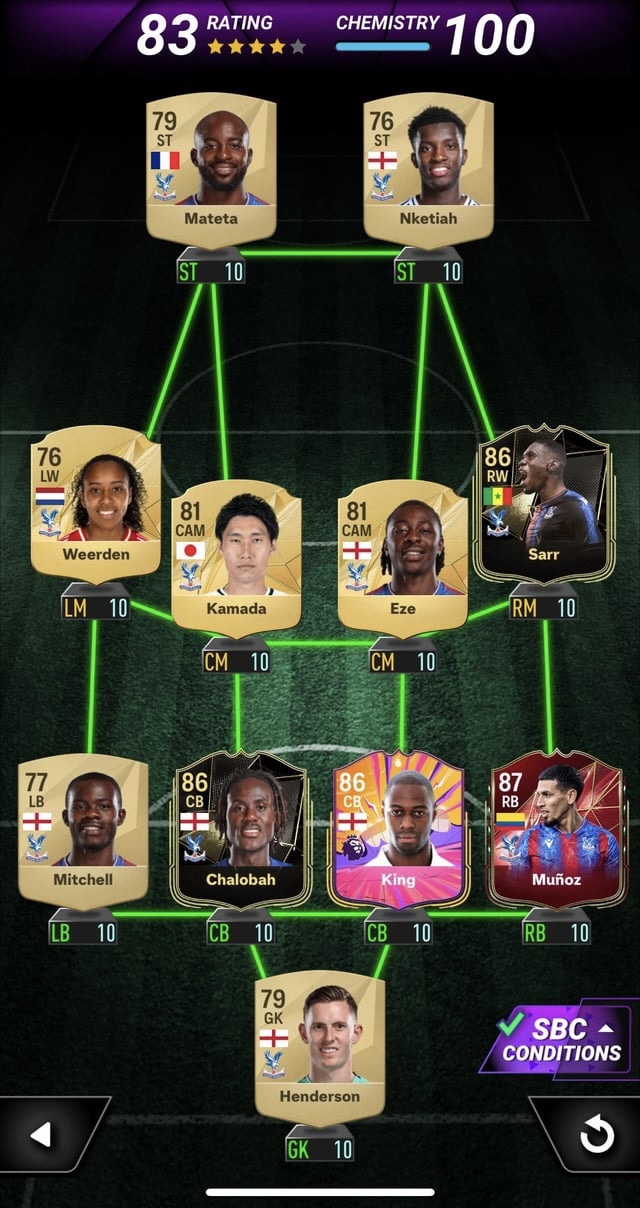 83 RATING CHEMISTRY 100
79 76
ST ST
Mateta Nketiah
ST 10 ST 10
76 86
LW RW
81 81
CAM CAM
Weerden Sarr
Kamada Eze
LM 10 RM 10
CM 10 CM 10
77 86 86 87
LB CB CB RB
Mitchell Chalobah King Muñoz
LB 10 CB 10 CB 10 RB 10
79
GK
Henderson
SBC
CONDITIONS
GK 10